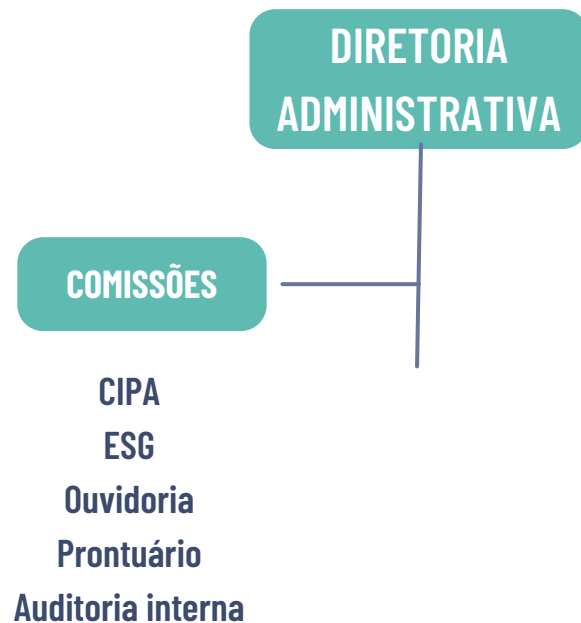 DIRETORIA
ADMINISTRATIVA
COMISSÕES
CIPA
ESG
Ouvidoria
Prontuário
Auditoria interna